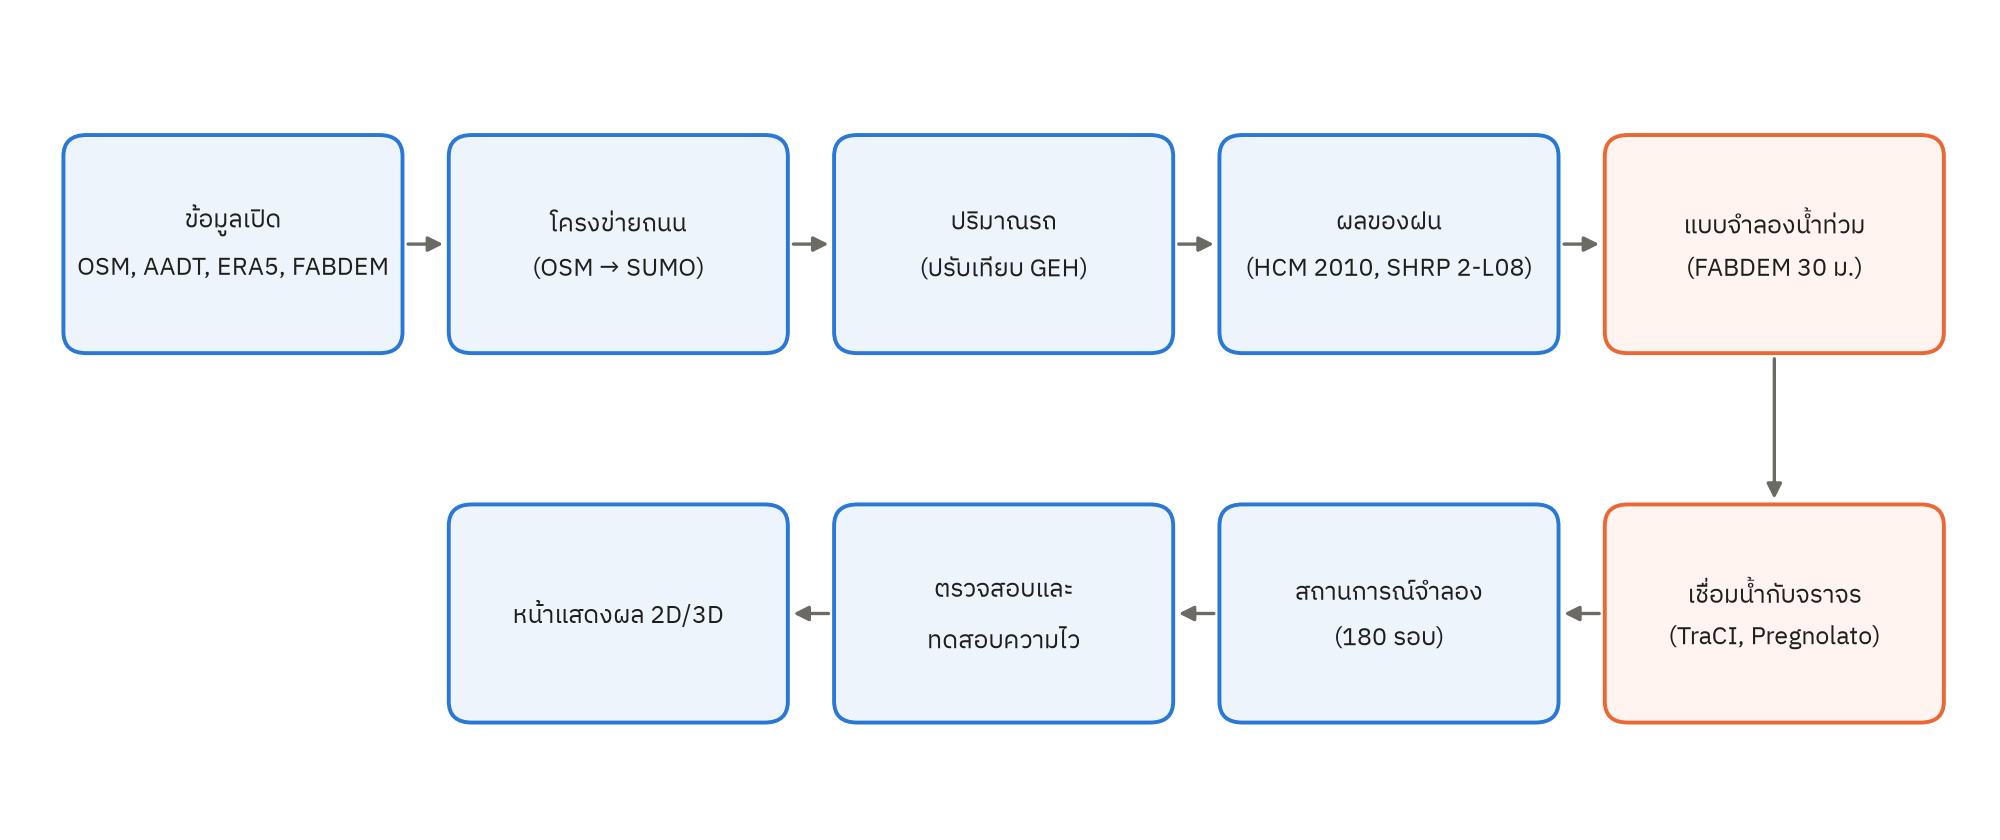 ข้อมูลเปิด
OSM, AADT, ERA5, FABDEM
โครงข่ายถนน
(OSM → SUMO)
ปริมาณรถ
(ปรับเทียบ GEH)
ผลของฝน
(HCM 2010, SHRP 2-L08)
แบบจำลองน้ำท่วม
(FABDEM 30 ม.)
เชื่อมน้ำกับจราจร
(TraCI, Pregnolato)
สถานการณ์จำลอง
(180 รอบ)
ตรวจสอบและ
ทดสอบความไว
หน้าแสดงผล 2D/3D